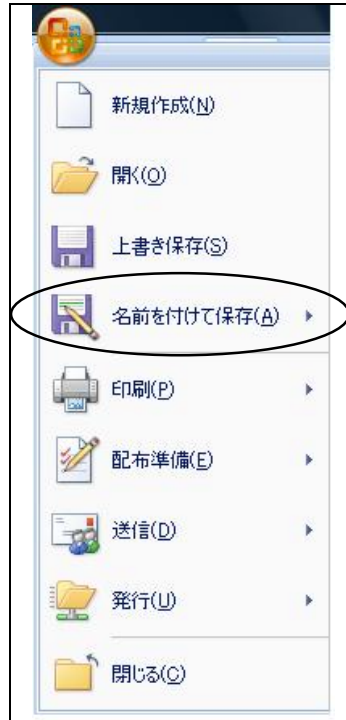 新規作成(N)
開く(O)
上書き保存(S)
名前を付けて保存(A)
印刷(P)
配布準備(E)
送信(D)
発行(U)
閉じる(C)